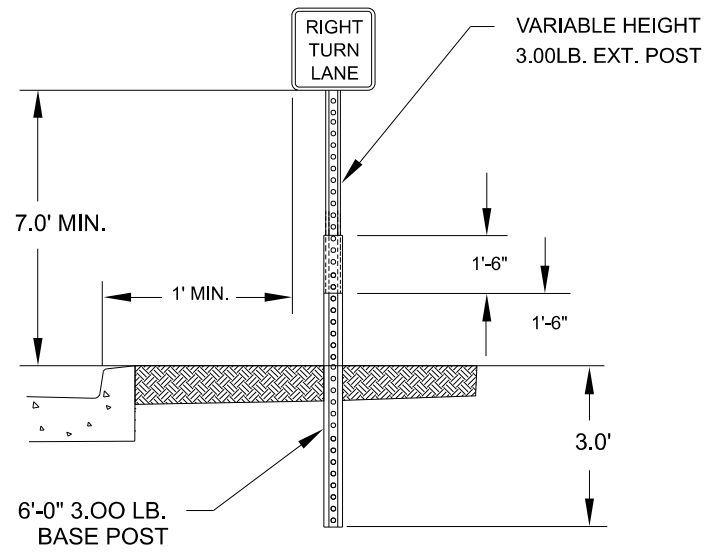 RIGHT
TURN
LANE
VARIABLE HEIGHT
3.00LB. EXT. POST
7.0' MIN.
1'-6"
1' MIN.
1'-6"
3.0'
6'-0" 3.OO LB.
BASE POST